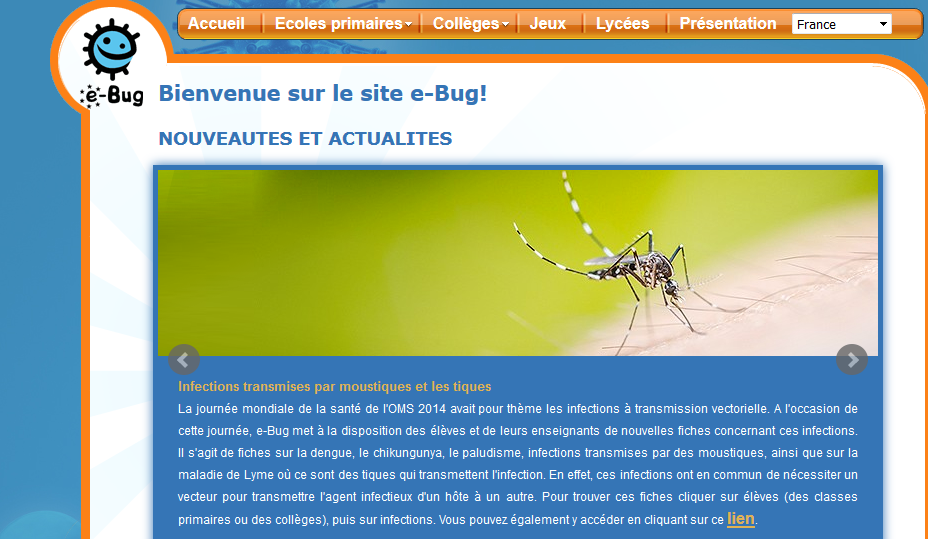 Accueil Ecoles primaires Collèges Jeux Lycées Présentation France
e-Bug
Bienvenue sur le site e-Bug!
NOUVEAUTES ET ACTUALITES
Infections transmises par moustiques et les tiques
La journée mondiale de la santé de l'OMS 2014 avait pour thème les infections à transmission vectorielle. A l'occasion de
cette journée, e-Bug met à la disposition des élèves et de leurs enseignants de nouvelles fiches concernant ces infections.
Il s'agit de fiches sur la dengue, le chikungunya, le paludisme, infections transmises par des moustiques, ainsi que sur la
maladie de Lyme où ce sont des tiques qui transmettent l'infection. En effet, ces infections ont en commun de nécessiter un
vecteur pour transmettre l'agent infectieux d'un hôte à un autre. Pour trouver ces fiches cliquer sur élèves (des classes
primaires ou des collèges), puis sur infections. Vous pouvez également y accéder en cliquant sur ce lien.